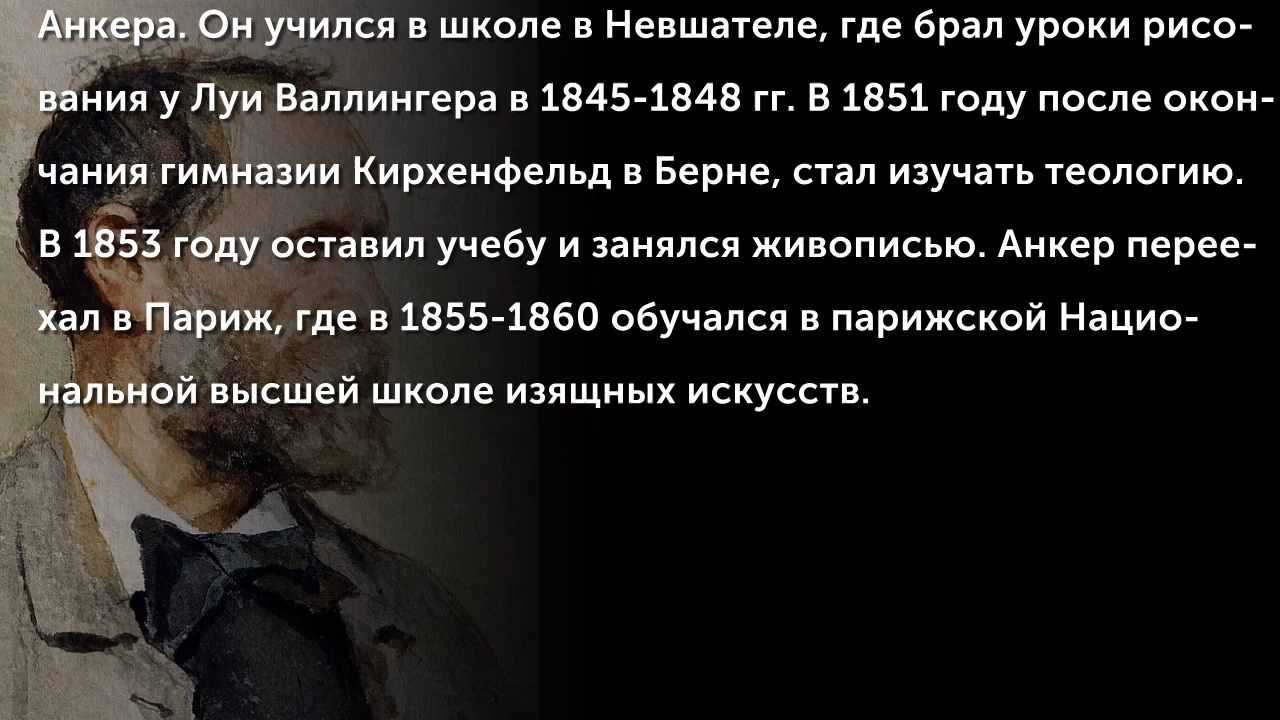 Анкера. Он учился в школе в Невшателе, где брал уроки рисо-
вания у Луи Валлингера в 1845-1848 гг. В 1851 году после окон-
чания гимназии Кирхенфельд в Берне, стал изучать теологию.
В 1853 году оставил учебу и занялся живописью. Анкер перее-
хал в Париж, где в 1855-1860 обучался в парижской Нацио-
нальной высшей школе изящных искусств.